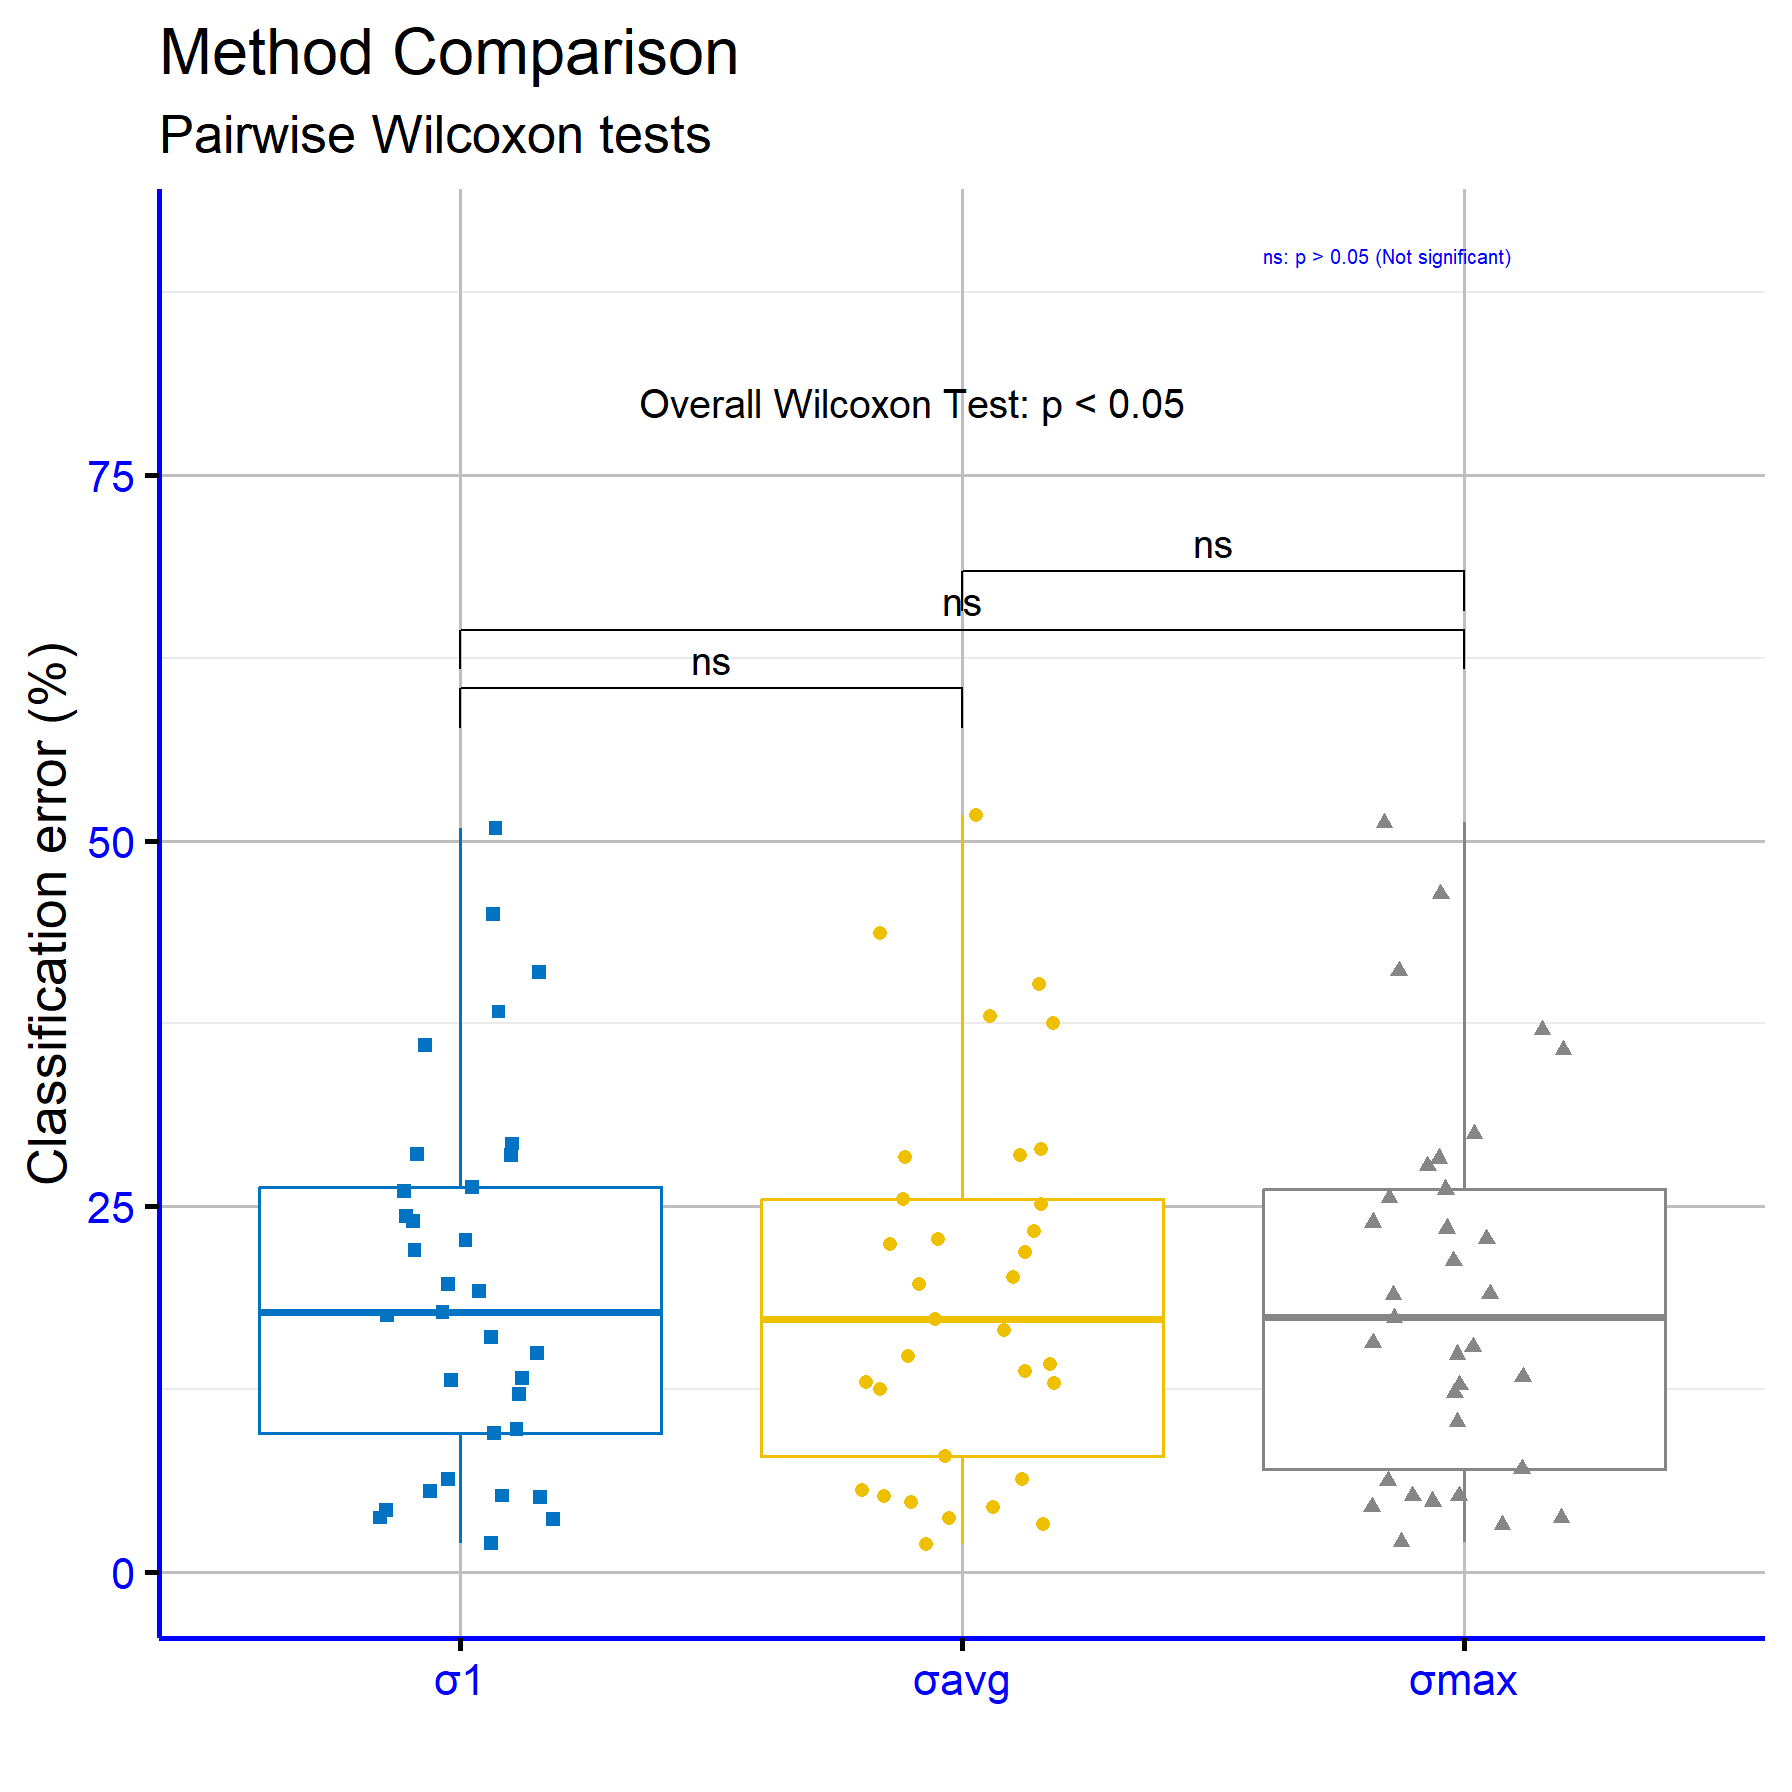 Method Comparison
Pairwise Wilcoxon tests
ns: p > 0.05 (Not significant)
Overall Wilcoxon Test: p < 0.05
75
ns
ns
ns
50
25
0
Classification error (%)
σ1
σavg
σmax